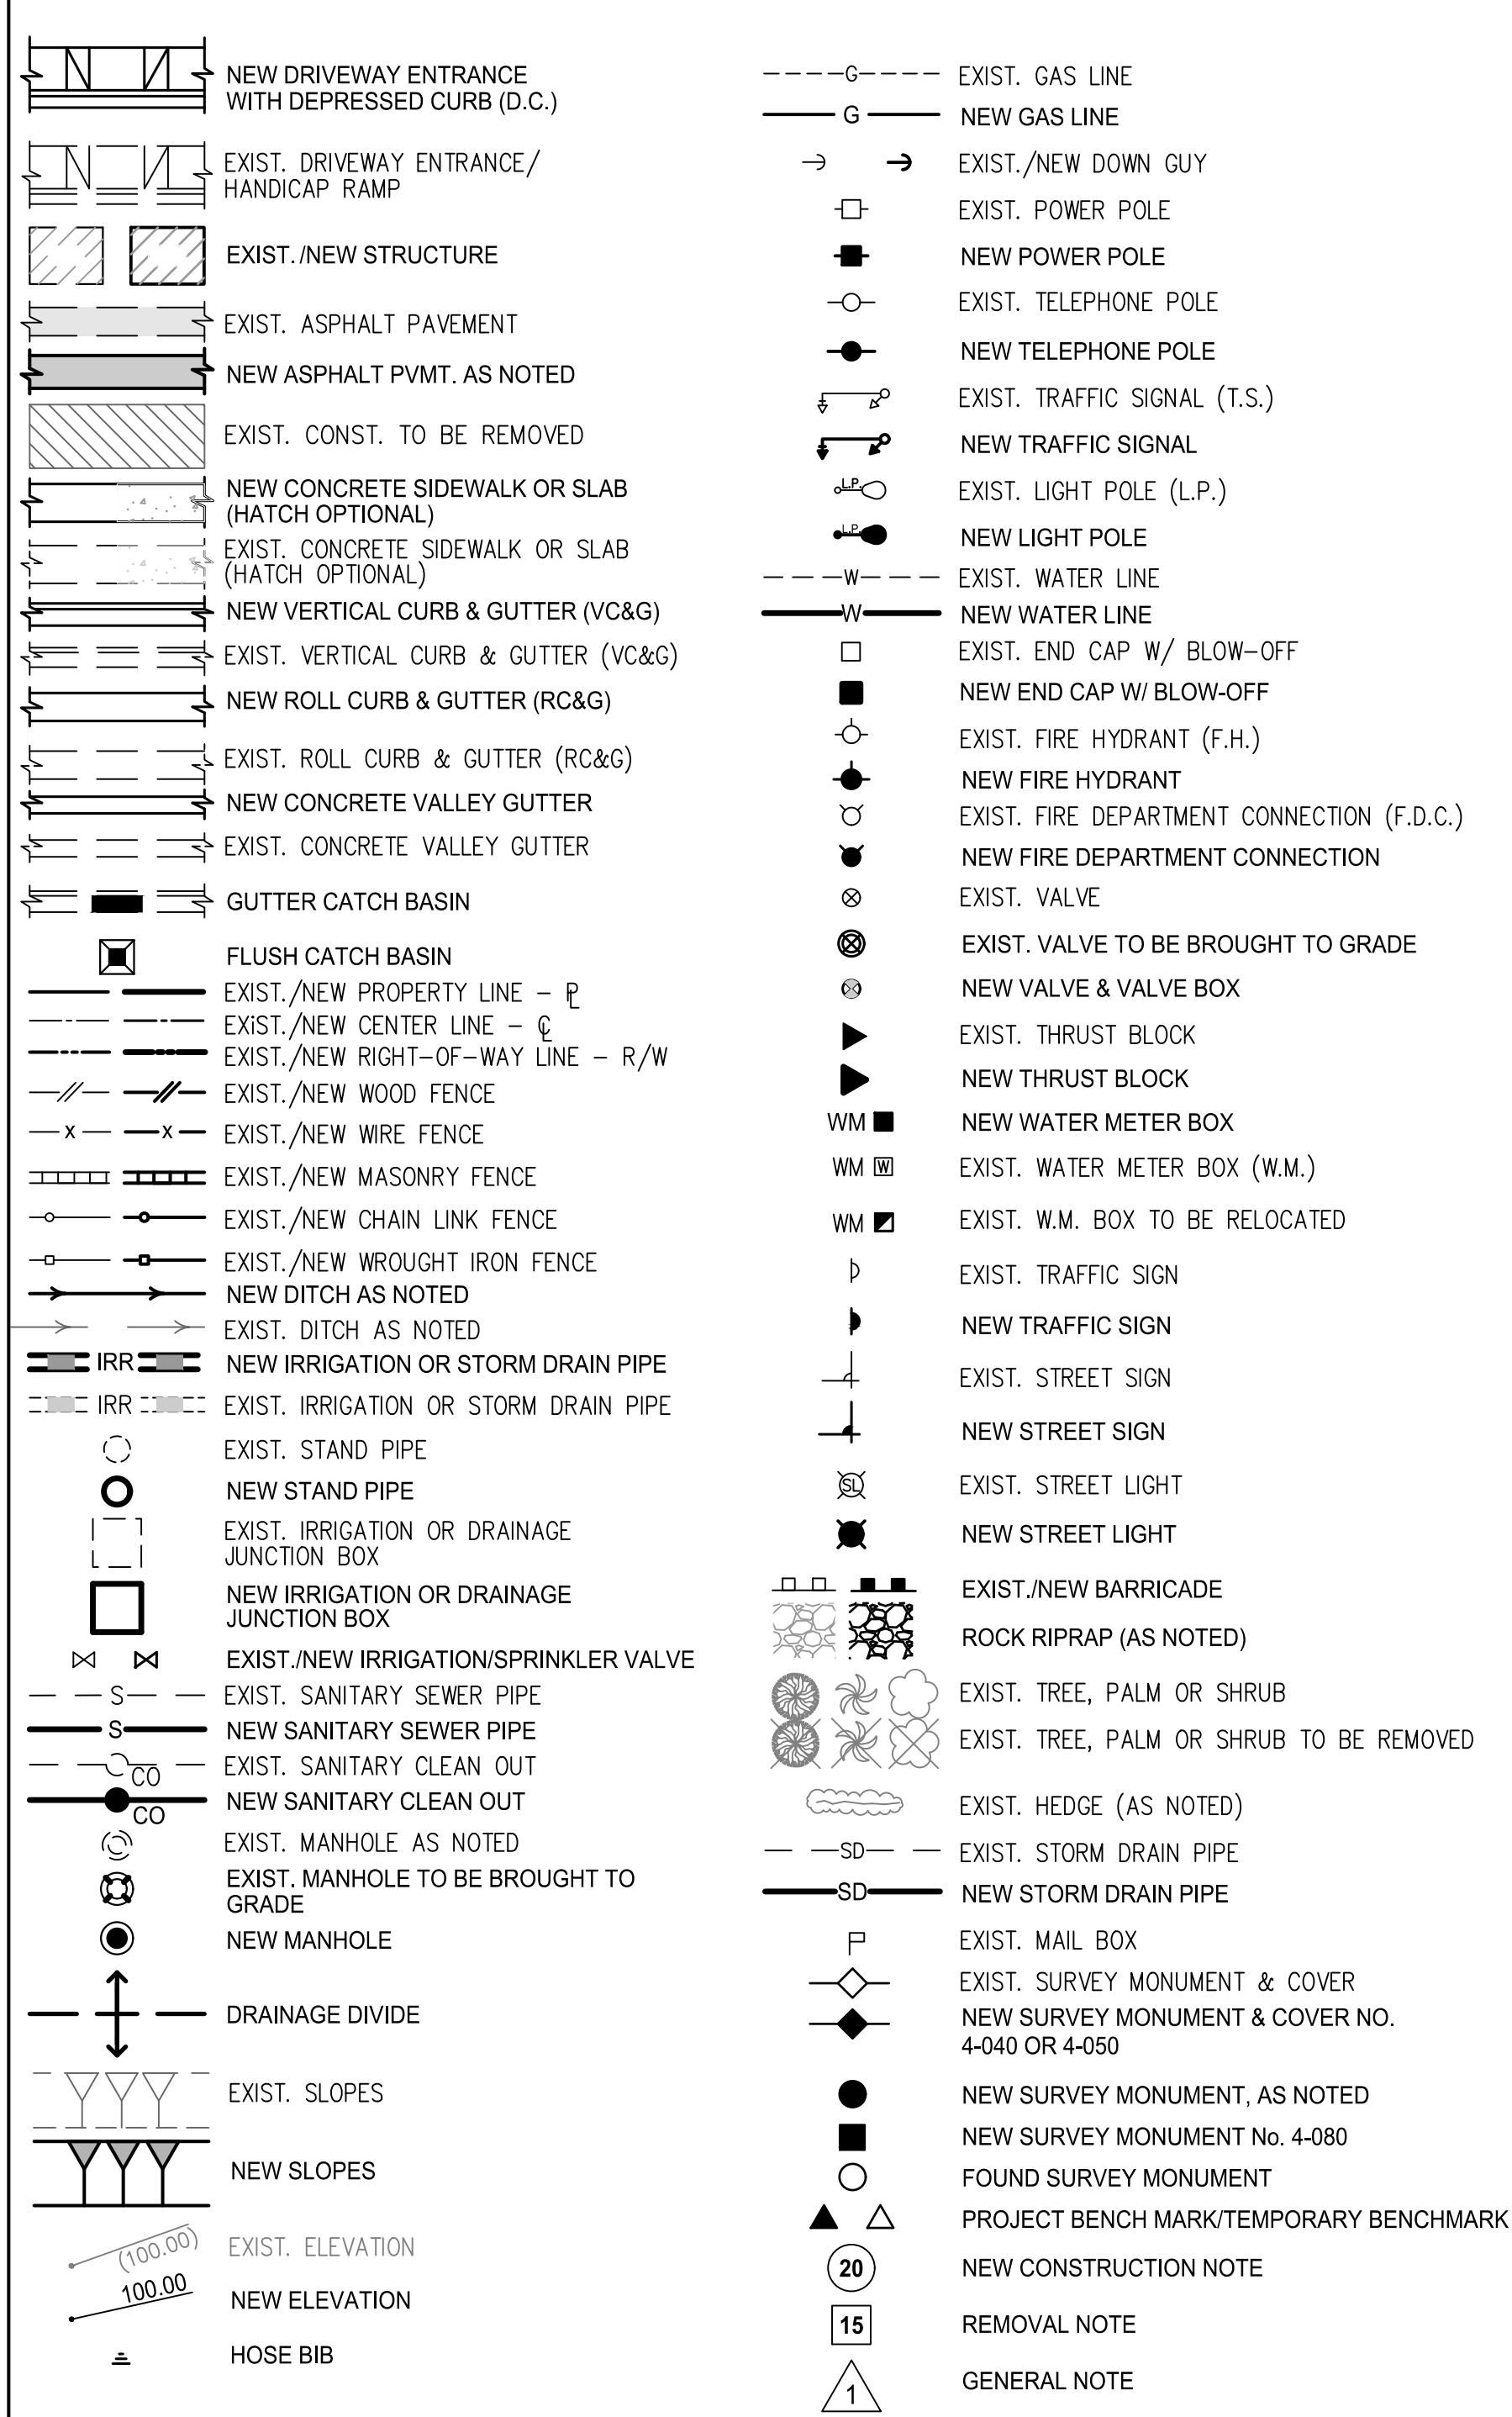 NEW DRIVEWAY ENTRANCE
WITH DEPRESSED CURB (D.C.)
EXIST. DRIVEWAY ENTRANCE/
HANDICAP RAMP
EXIST./NEW STRUCTURE
EXIST. ASPHALT PAVEMENT
NEW ASPHALT PVMT. AS NOTED
EXIST. CONST. TO BE REMOVED
NEW CONCRETE SIDEWALK OR SLAB
(HATCH OPTIONAL)
EXIST. CONCRETE SIDEWALK OR SLAB
(HATCH OPTIONAL)
NEW VERTICAL CURB & GUTTER (VC&G)
EXIST. VERTICAL CURB & GUTTER (VC&G)
NEW ROLL CURB & GUTTER (RC&G)
EXIST. ROLL CURB & GUTTER (RC&G)
NEW CONCRETE VALLEY GUTTER
EXIST. CONCRETE VALLEY GUTTER
GUTTER CATCH BASIN
FLUSH CATCH BASIN
EXIST./NEW PROPERTY LINE - PL
EXiST./NEW CENTER LINE - CL
EXIST./NEW RIGHT-OF-WAY LINE - R/W
EXIST./NEW WOOD FENCE
X X EXIST./NEW WIRE FENCE
EXIST./NEW MASONRY FENCE
EXIST./NEW CHAIN LINK FENCE
EXIST./NEW WROUGHT IRON FENCE
NEW DITCH AS NOTED
EXIST. DITCH AS NOTED
IRR NEW IRRIGATION OR STORM DRAIN PIPE
IRR EXIST. IRRIGATION OR STORM DRAIN PIPE
EXIST. STAND PIPE
NEW STAND PIPE
EXIST. IRRIGATION OR DRAINAGE
JUNCTION BOX
NEW IRRIGATION OR DRAINAGE
JUNCTION BOX
EXIST./NEW IRRIGATION/SPRINKLER VALVE
S EXIST. SANITARY SEWER PIPE
S NEW SANITARY SEWER PIPE
CO EXIST. SANITARY CLEAN OUT
CO NEW SANITARY CLEAN OUT
EXIST. MANHOLE AS NOTED
EXIST. MANHOLE TO BE BROUGHT TO
GRADE
NEW MANHOLE
DRAINAGE DIVIDE
EXIST. SLOPES
NEW SLOPES
(100.00) EXIST. ELEVATION
100.00 NEW ELEVATION
HOSE BIB
G EXIST. GAS LINE
G NEW GAS LINE
EXIST./NEW DOWN GUY
EXIST. POWER POLE
NEW POWER POLE
EXIST. TELEPHONE POLE
NEW TELEPHONE POLE
EXIST. TRAFFIC SIGNAL (T.S.)
NEW TRAFFIC SIGNAL
L.P. EXIST. LIGHT POLE (L.P.)
L.P. NEW LIGHT POLE
W EXIST. WATER LINE
W NEW WATER LINE
EXIST. END CAP W/ BLOW-OFF
NEW END CAP W/ BLOW-OFF
EXIST. FIRE HYDRANT (F.H.)
NEW FIRE HYDRANT
EXIST. FIRE DEPARTMENT CONNECTION (F.D.C.)
NEW FIRE DEPARTMENT CONNECTION
EXIST. VALVE
EXIST. VALVE TO BE BROUGHT TO GRADE
NEW VALVE & VALVE BOX
EXIST. THRUST BLOCK
NEW THRUST BLOCK
WM NEW WATER METER BOX
WM W EXIST. WATER METER BOX (W.M.)
WM EXIST. W.M. BOX TO BE RELOCATED
EXIST. TRAFFIC SIGN
NEW TRAFFIC SIGN
EXIST. STREET SIGN
NEW STREET SIGN
SL EXIST. STREET LIGHT
NEW STREET LIGHT
EXIST./NEW BARRICADE
ROCK RIPRAP (AS NOTED)
EXIST. TREE, PALM OR SHRUB
EXIST. TREE, PALM OR SHRUB TO BE REMOVED
EXIST. HEDGE (AS NOTED)
SD EXIST. STORM DRAIN PIPE
SD NEW STORM DRAIN PIPE
EXIST. MAIL BOX
EXIST. SURVEY MONUMENT & COVER
NEW SURVEY MONUMENT & COVER NO.
4-040 OR 4-050
NEW SURVEY MONUMENT, AS NOTED
NEW SURVEY MONUMENT No. 4-080
FOUND SURVEY MONUMENT
PROJECT BENCH MARK/TEMPORARY BENCHMARK
20 NEW CONSTRUCTION NOTE
15 REMOVAL NOTE
1 GENERAL NOTE